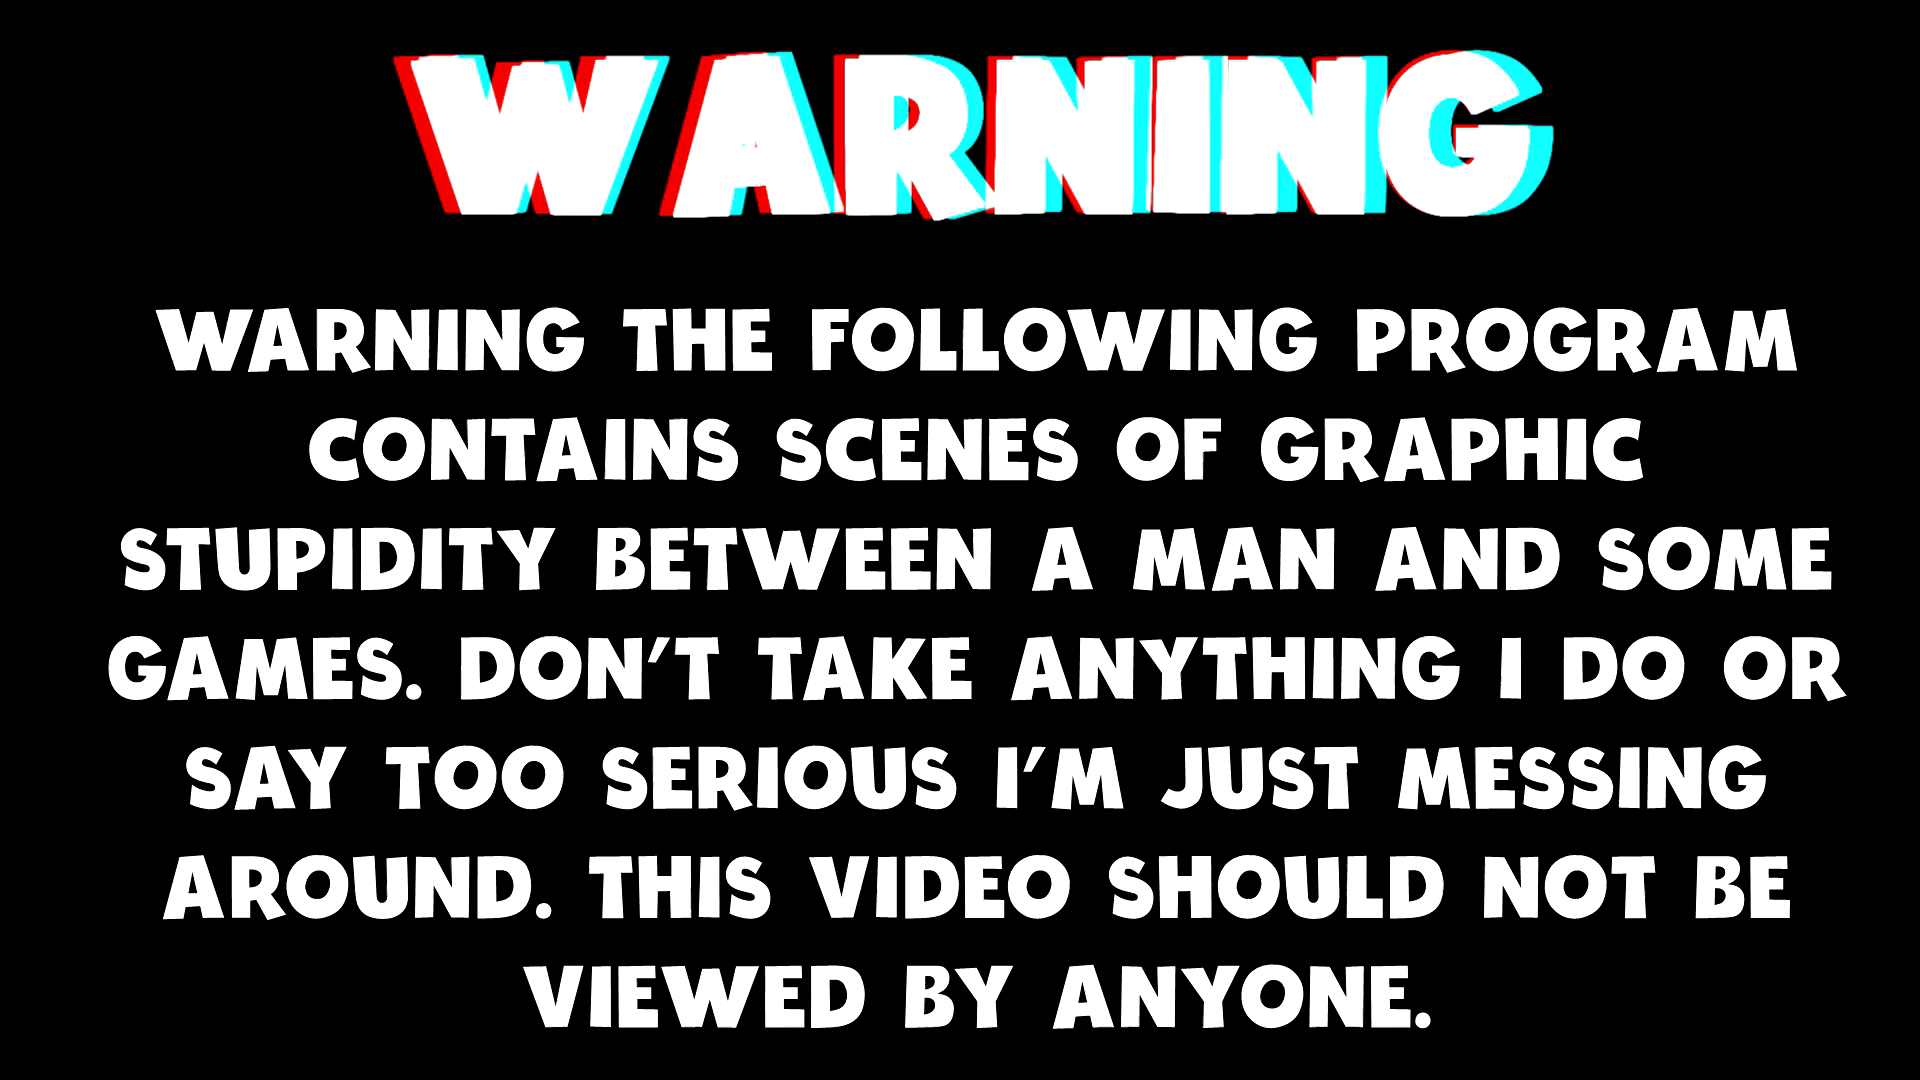 WARNING
WARNING THE FOLLOWING PROGRAM
CONTAINS SCENES OF GRAPHIC
STUPIDITY BETWEEN A MAN AND SOME
GAMES. DON'T TAKE ANYTHING I DO OR
SAY TOO SERIOUS I'M JUST MESSING
AROUND. THIS VIDEO SHOULD NOT BE
VIEWED BY ANYONE.